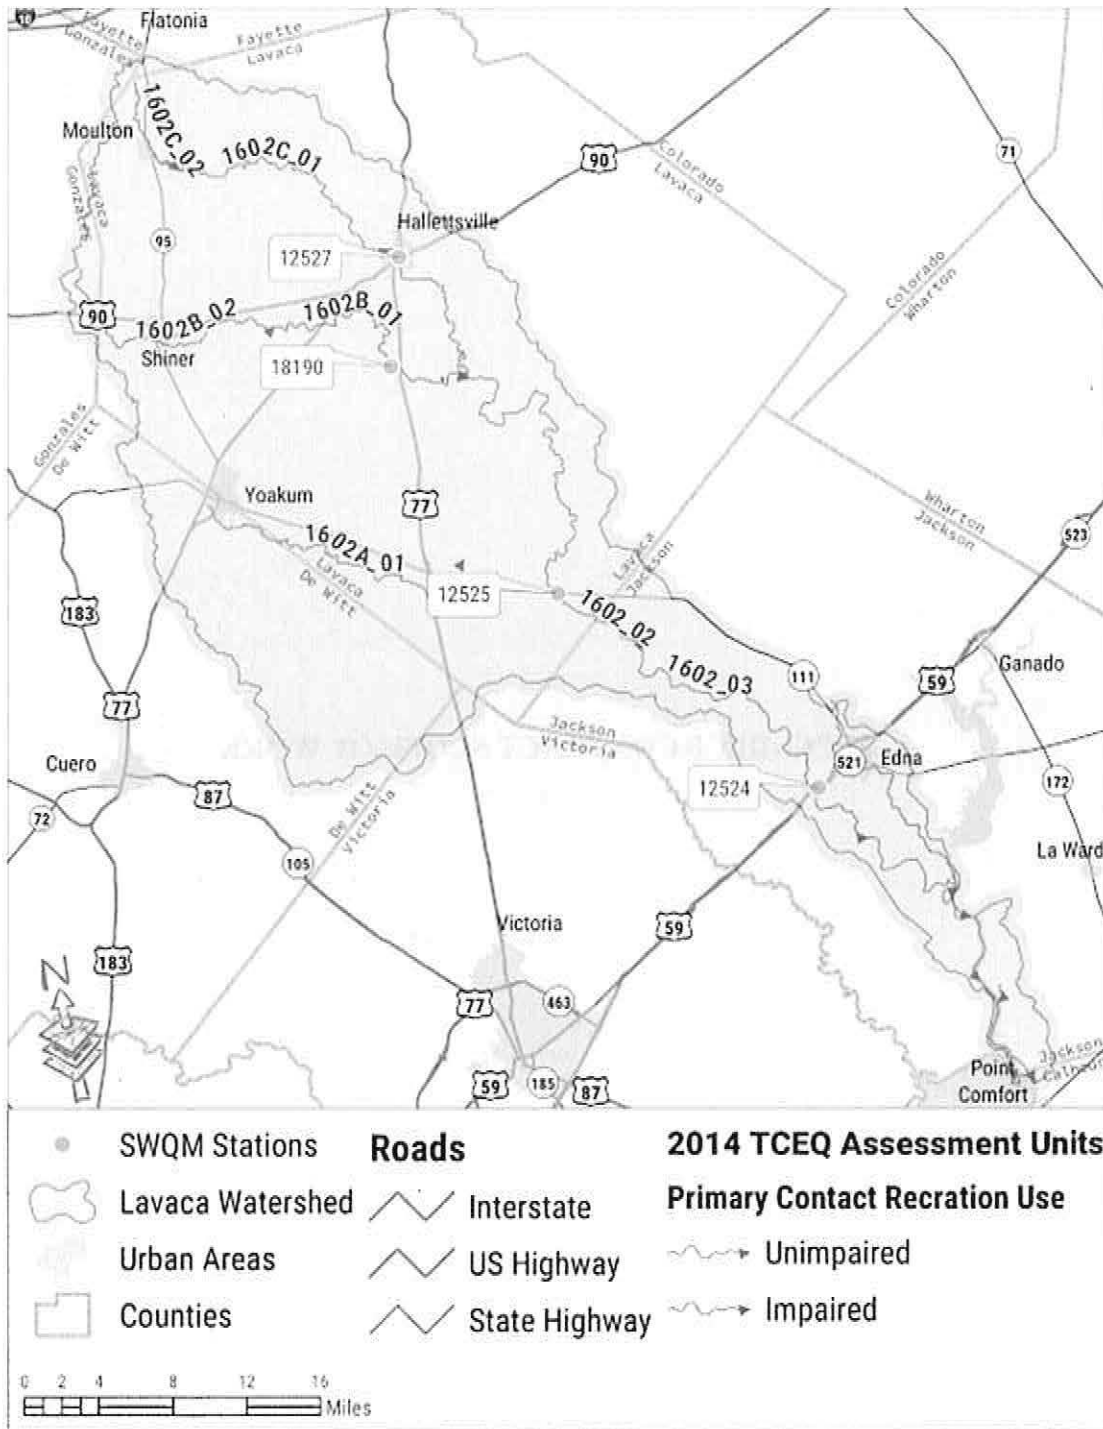 Flatonia
Fayette
Gonzales
Fayette
Lavaca
Moulton
1602C_02
1602C_01
Lavaca
Gonzales
90
Colorado
Lavaca
71
95
Hallettsville
12527
Colorado
Wharton
90
1602B_02
1602B_01
Shiner
18190
Gonzales
De Witt
Yoakum
77
Wharton
Jackson
523
1602A_01
Lavaca
De Witt
12525
Lavaca
Jackson
183
1602_02
1602_03
111
59
Ganado
77
Jackson
Victoria
Cuero
87
12524
521
Edna
172
72
De Witt
Victoria
105
La Ward
Victoria
59
183
N
77
463
59
185
87
Point
Comfort
Jackson
Calhoun
SWQM Stations
Lavaca Watershed
Urban Areas
Counties
Roads
Interstate
US Highway
State Highway
2014 TCEQ Assessment Units
Primary Contact Recration Use
Unimpaired
Impaired
0 2 4 8 12 16
Miles